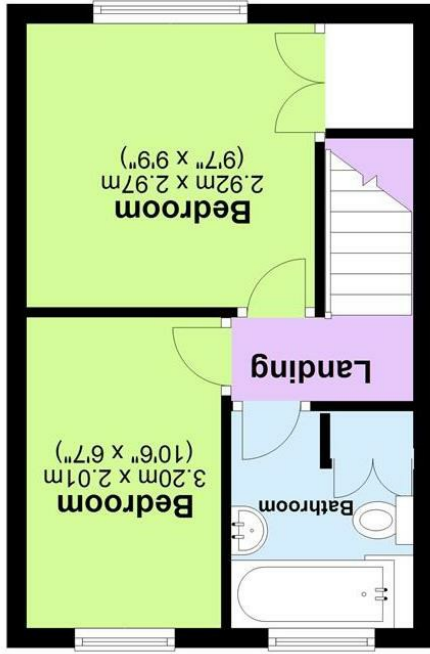 Bathroom
Bedroom
3.20m x 2.01m
(10'6" x 6'7")
Landing
Bedroom
2.92m x 2.97m
(9'7" x 9'9")